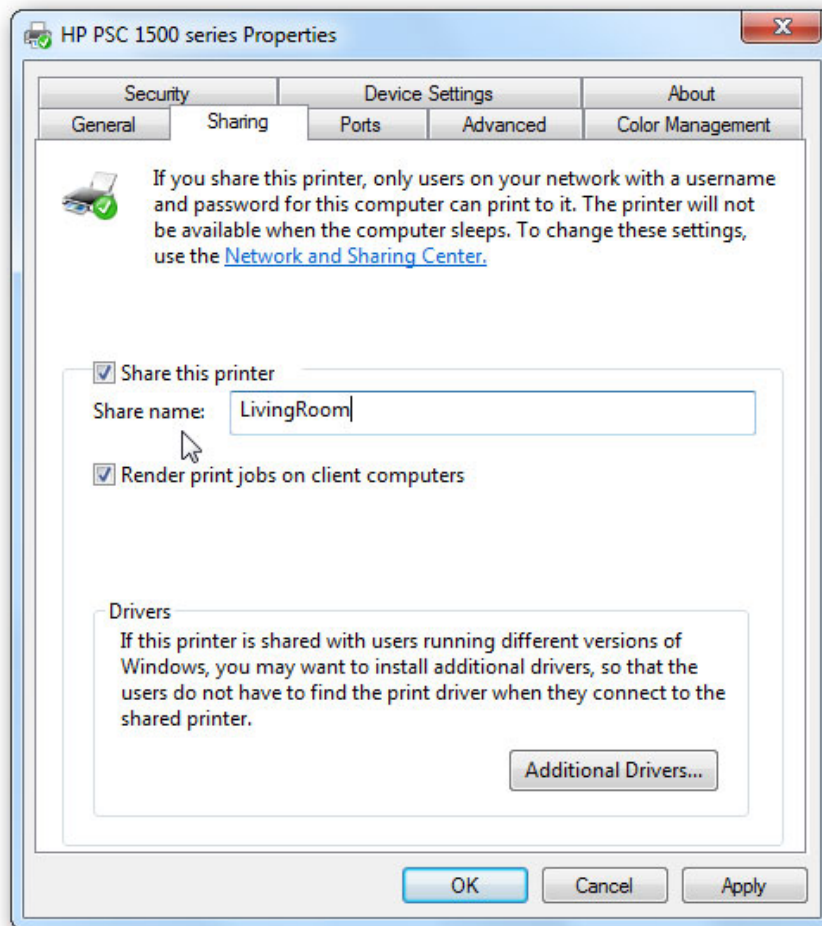 HP PSC 1500 series Properties
Security Device Settings About
General Sharing Ports Advanced Color Management
If you share this printer, only users on your network with a username
and password for this computer can print to it. The printer will not
be available when the computer sleeps. To change these settings,
use the Network and Sharing Center.
Share this printer
Share name: LivingRoom
Render print jobs on client computers
Drivers
If this printer is shared with users running different versions of
Windows, you may want to install additional drivers, so that the
users do not have to find the print driver when they connect to the
shared printer.
Additional Drivers...
OK Cancel Apply